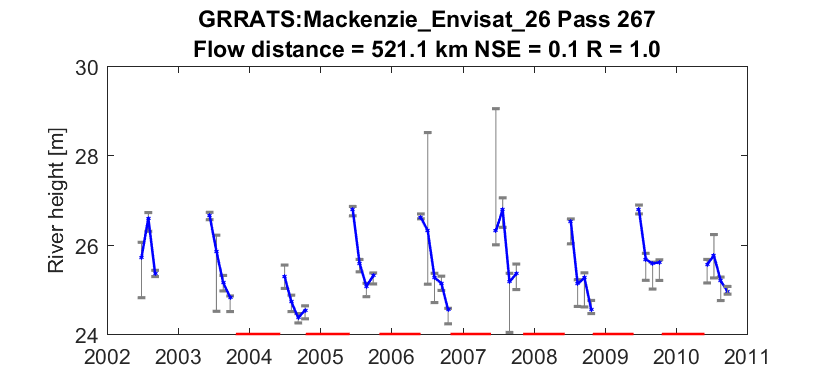 GRRATS:Mackenzie_Envisat_26 Pass 267
Flow distance = 521.1 km NSE = 0.1 R = 1.0
River height [m]
30
28
26
24
2002 2003 2004 2005 2006 2007 2008 2009 2010 2011